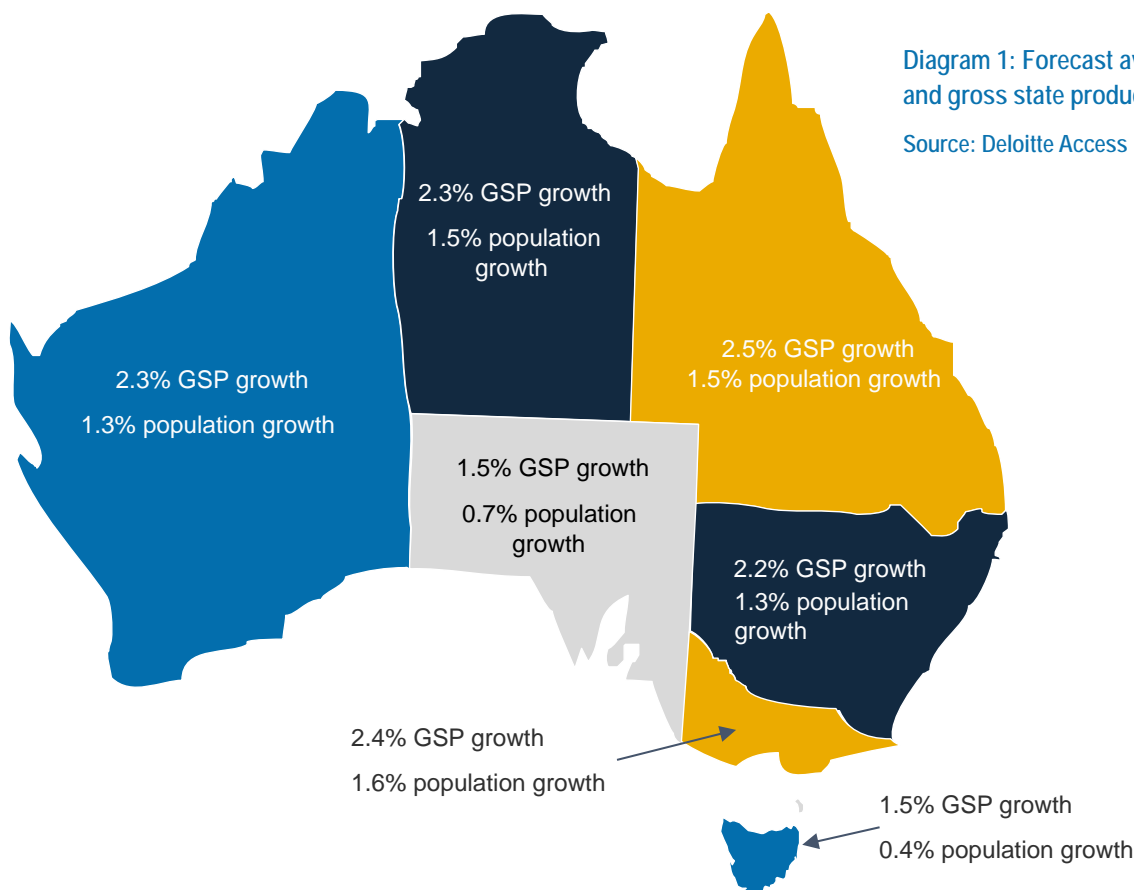 Diagram 1: Forecast av
and gross state produc
Source: Deloitte Access
2.3% GSP growth
1.5% population
growth
2.5% GSP growth
1.5% population growth
2.3% GSP growth
1.3% population growth
1.5% GSP growth
0.7% population
growth
2.2% GSP growth
1.3% population
growth
2.4% GSP growth
1.6% population growth
1.5% GSP growth
0.4% population growth